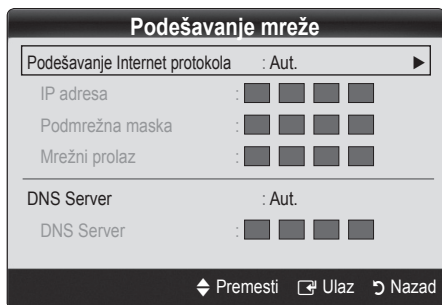 Podešavanje mreže
Podešavanje Internet protokola : Aut.
IP adresa :
Podmrežna maska :
Mrežni prolaz :
DNS Server : Aut.
DNS Server :
Premesti Ulaz Nazad